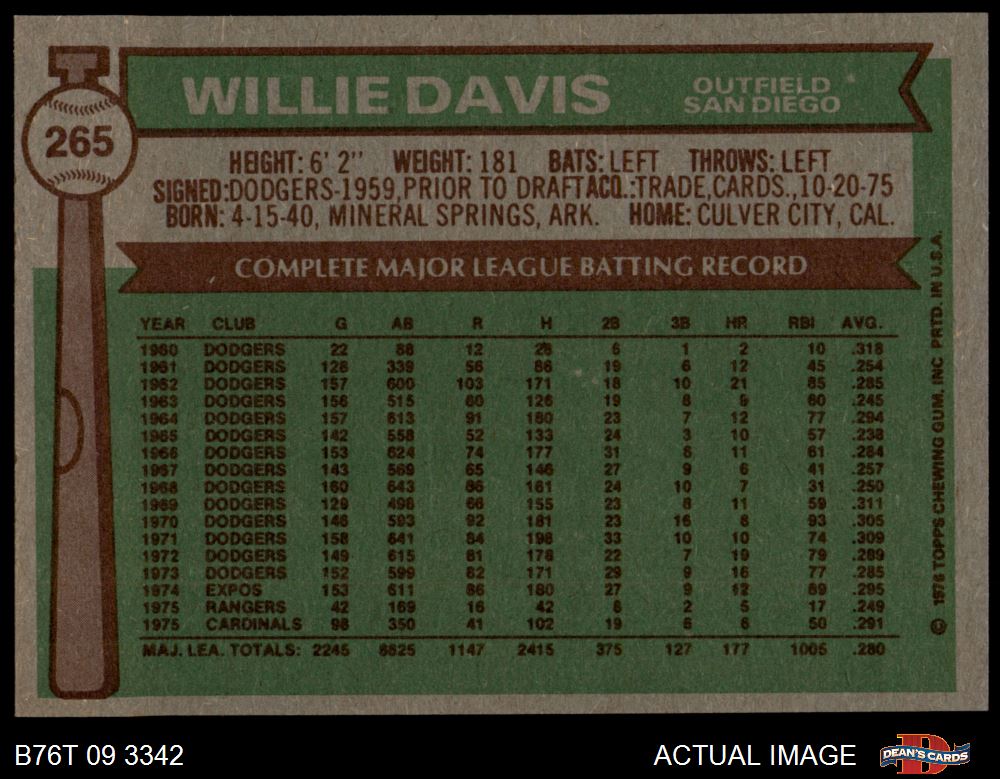 265
WILLIE DAVIS
OUTFIELD
SAN DIEGO
HEIGHT: 6' 2" WEIGHT: 181 BATS: LEFT THROWS: LEFT
SIGNED:DODGERS-1959,PRIOR TO DRAFT ACQ.:TRADE,CARDS.,10-20-75
BORN: 4-15-40, MINERAL SPRINGS, ARK. HOME: CULVER CITY, CAL.
COMPLETE MAJOR LEAGUE BATTING RECORD
YEAR CLUB G AB R H 2B 3B HR RBI AVG.
1960 DODGERS 22 88 12 28 6 1 2 10 .318
1961 DODGERS 128 339 56 86 19 6 12 45 .254
1962 DODGERS 157 600 103 171 18 10 21 85 .285
1963 DODGERS 156 515 60 126 19 8 9 60 .245
1964 DODGERS 157 613 91 180 23 7 12 77 .294
1965 DODGERS 142 558 52 133 24 3 10 57 .238
1966 DODGERS 153 624 74 177 31 6 11 61 .284
1967 DODGERS 143 569 65 146 27 9 6 41 .257
1968 DODGERS 160 643 86 161 24 10 7 31 .250
1969 DODGERS 129 498 66 155 23 8 11 59 .311
1970 DODGERS 146 593 92 181 23 16 8 93 .305
1971 DODGERS 158 641 84 198 33 10 10 74 .309
1972 DODGERS 149 615 81 178 22 7 19 79 .289
1973 DODGERS 152 599 82 171 29 9 16 77 .285
1974 EXPOS 153 611 86 180 27 9 12 89 .295
1975 RANGERS 42 169 16 42 8 2 5 17 .249
1975 CARDINALS 98 350 41 102 19 6 6 50 .291
MAJ. LEA. TOTALS: 2245 8625 1147 2415 375 127 177 1005 .280
© 1976 TOPPS CHEWING GUM, INC PRTD. IN U.S.A.
B76T 09 3342
ACTUAL IMAGE
DEAN'S CARDS